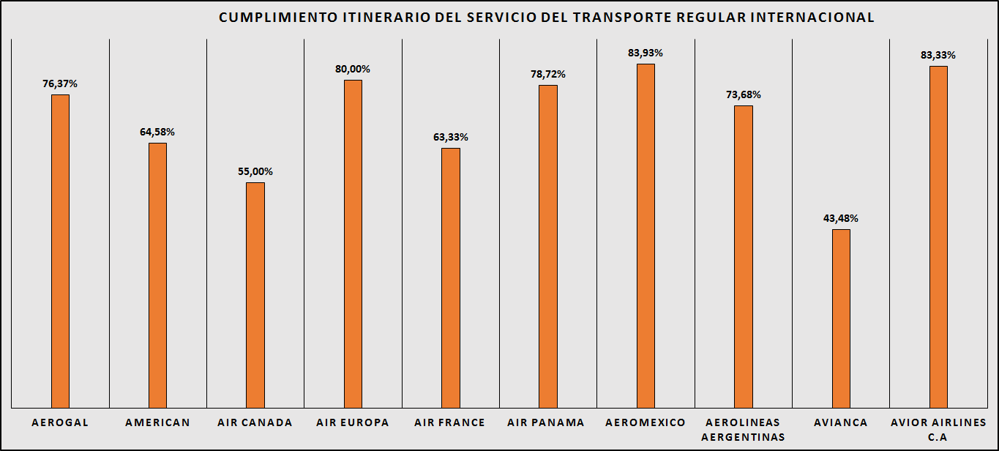 CUMPLIMIENTO ITINERARIO DEL SERVICIO DEL TRANSPORTE REGULAR INTERNACIONAL
76,37%
64,58%
55,00%
80,00%
63,33%
78,72%
83,93%
73,68%
43,48%
83,33%
AEROGAL
AMERICAN
AIR CANADA
AIR EUROPA
AIR FRANCE
AIR PANAMA
AEROMEXICO
AEROLINEAS
AERGENTINAS
AVIANCA
AVIOR AIRLINES
C.A